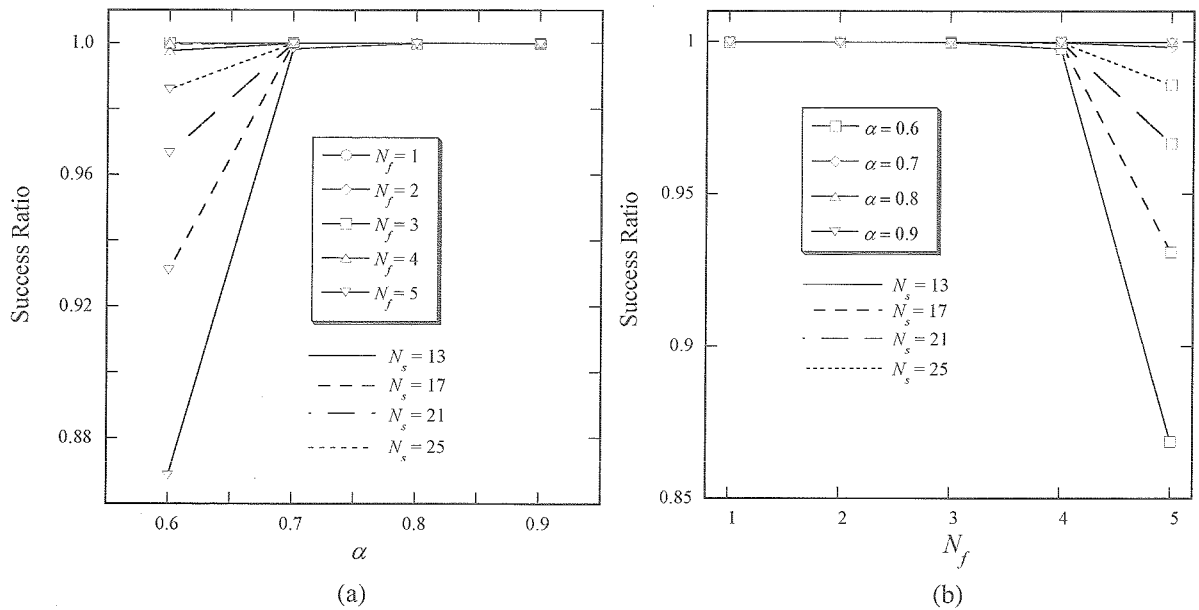 Success Ratio
1.0
0.96
0.92
0.88
0.6
0.7
0.8
0.9
α
(a)
N_f = 1
N_f = 2
N_f = 3
N_f = 4
N_f = 5
N_s = 13
N_s = 17
N_s = 21
N_s = 25
Success Ratio
1
0.95
0.9
0.85
1
2
3
4
5
N_f
(b)
α = 0.6
α = 0.7
α = 0.8
α = 0.9
N_s = 13
N_s = 17
N_s = 21
N_s = 25